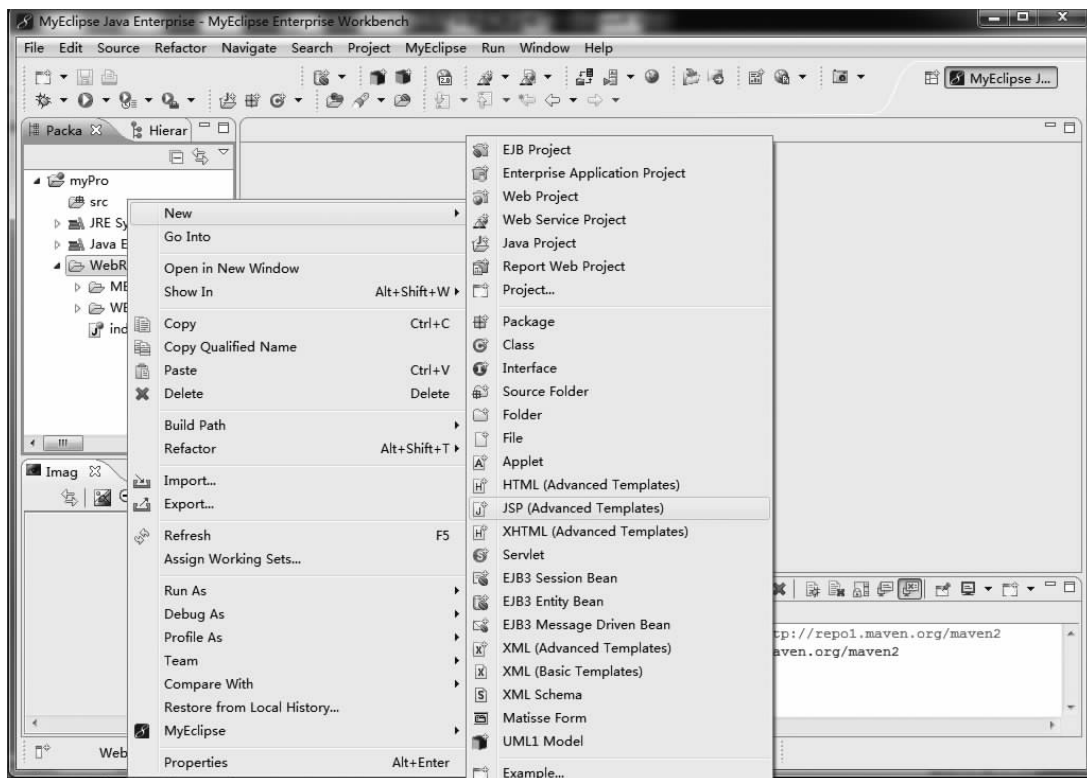 MyEclipse Java Enterprise - MyEclipse Enterprise Workbench
File Edit Source Refactor Navigate Search Project MyEclipse Run Window Help
MyEclipse J...
Packa
Hierar
myPro
src
JRE Sy
Java E
WebR
ME
WE
ind
Imag
Web
New
Go Into
Open in New Window
Show In Alt+Shift+W
Copy Ctrl+C
Copy Qualified Name
Paste Ctrl+V
Delete Delete
Build Path
Refactor Alt+Shift+T
Import...
Export...
Refresh F5
Assign Working Sets...
Run As
Debug As
Profile As
Team
Compare With
Restore from Local History...
MyEclipse
Properties Alt+Enter
EJB Project
Enterprise Application Project
Web Project
Web Service Project
Java Project
Report Web Project
Project...
Package
Class
Interface
Source Folder
Folder
File
Applet
HTML (Advanced Templates)
JSP (Advanced Templates)
XHTML (Advanced Templates)
Servlet
EJB3 Session Bean
EJB3 Entity Bean
EJB3 Message Driven Bean
XML (Advanced Templates)
XML (Basic Templates)
XML Schema
Matisse Form
UML1 Model
Example...
tp://repo1.maven.org/maven2
aven.org/maven2